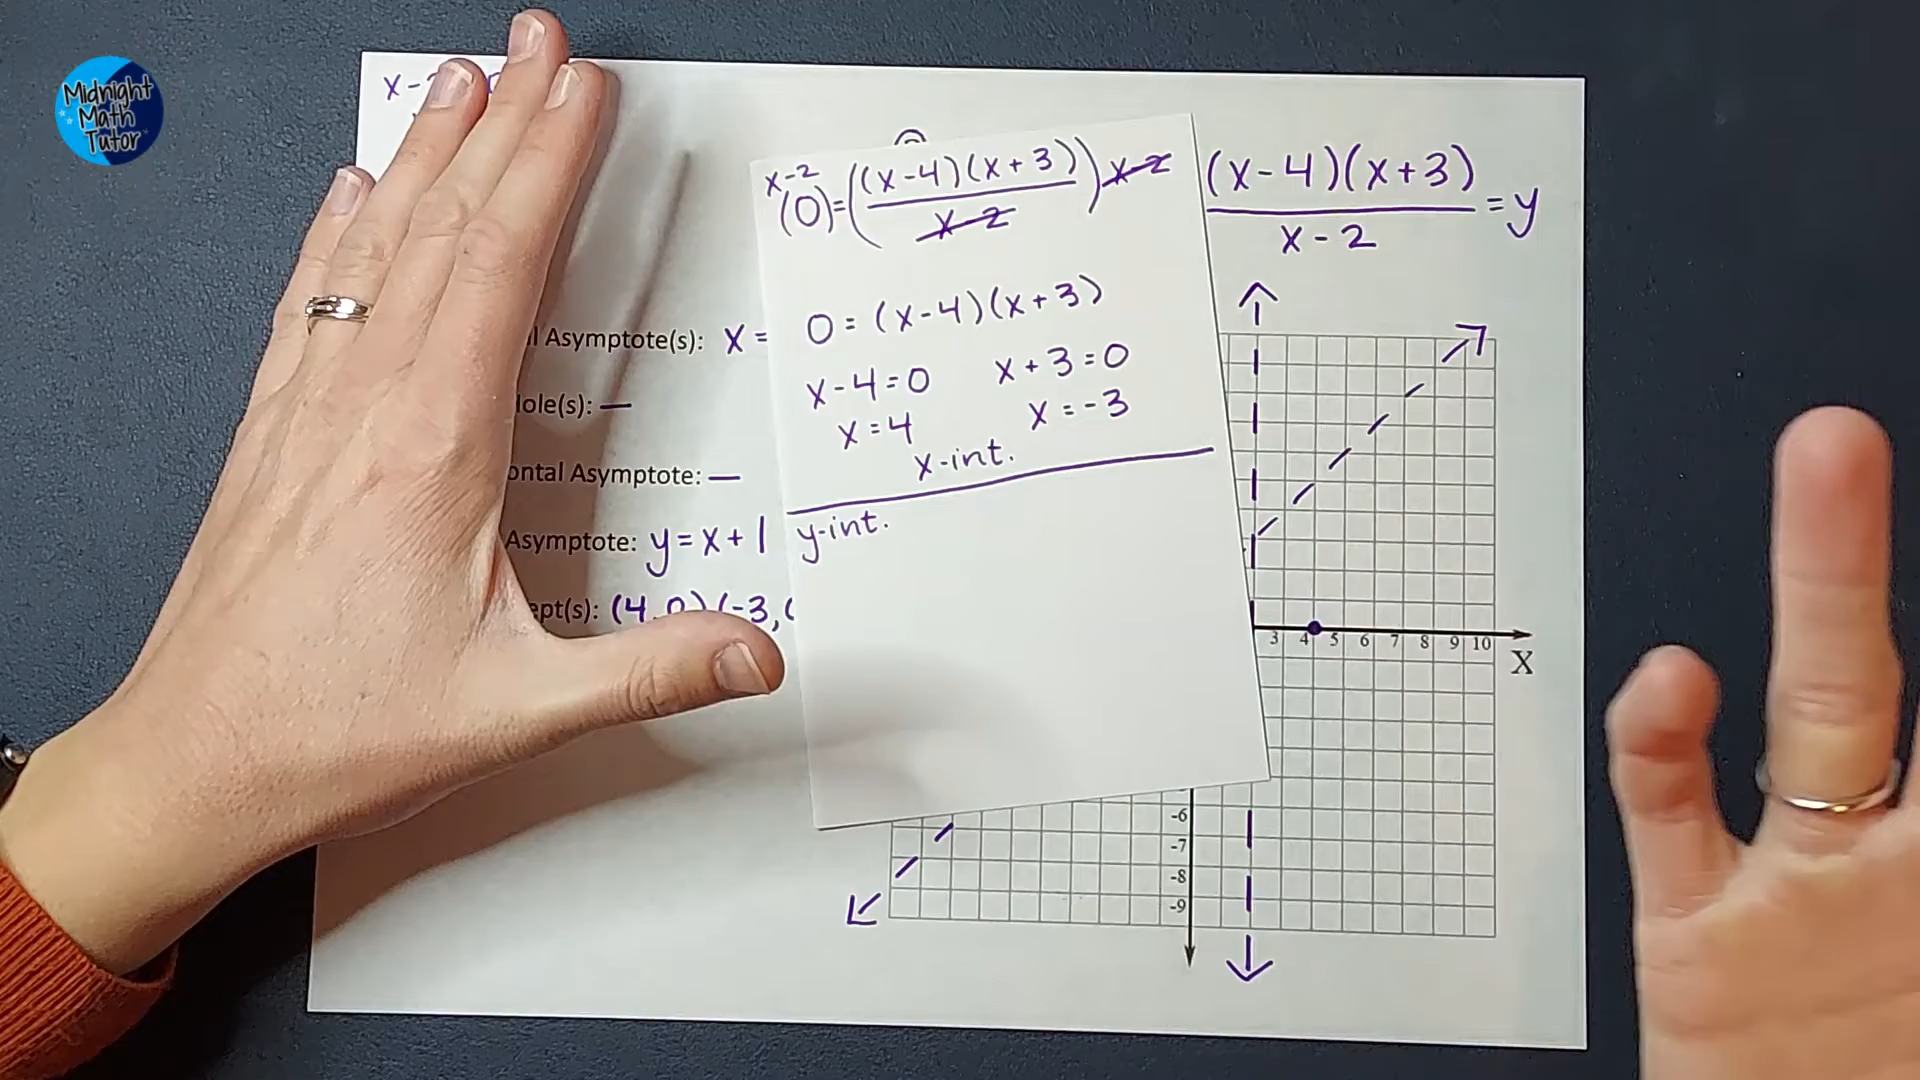 Midnight
Math
Tutor
x-2
(0)=((x-4)(x+3)/x-2)x-2
(x-4)(x+3)/x-2=y
0=(x-4)(x+3)
x-4=0 x+3=0
x=4 x=-3
x-int.
y-int.
Asymptote(s): x=
ole(s): —
ontal Asymptote: —
Asymptote: y=x+1
ept(s): (4,0)(-3,
3 4 5 6 7 8 9 10
X
-6
-7
-8
-9